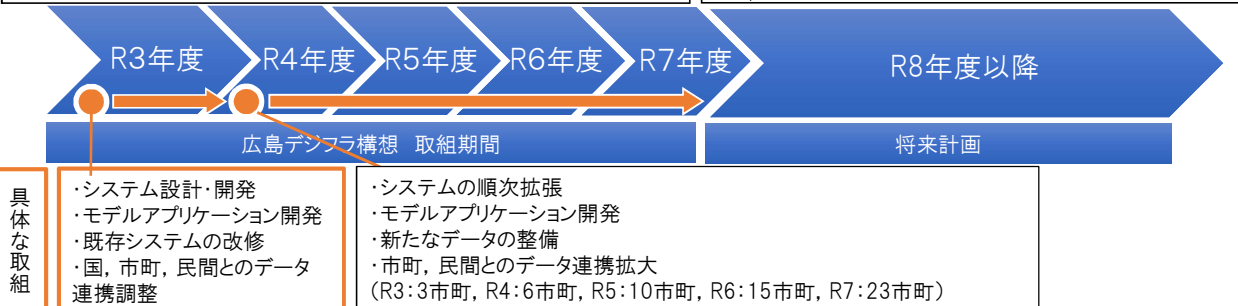 R3年度
R4年度
R5年度
R6年度
R7年度
R8年度以降
広島デジフラ構想 取組期間
将来計画
具体な取組
・システム設計・開発
・モデルアプリケーション開発
・既存システムの改修
・国, 市町, 民間とのデータ
連携調整
・システムの順次拡張
・モデルアプリケーション開発
・新たなデータの整備
・市町, 民間とのデータ連携拡大
(R3:3市町, R4:6市町, R5:10市町, R6:15市町, R7:23市町)